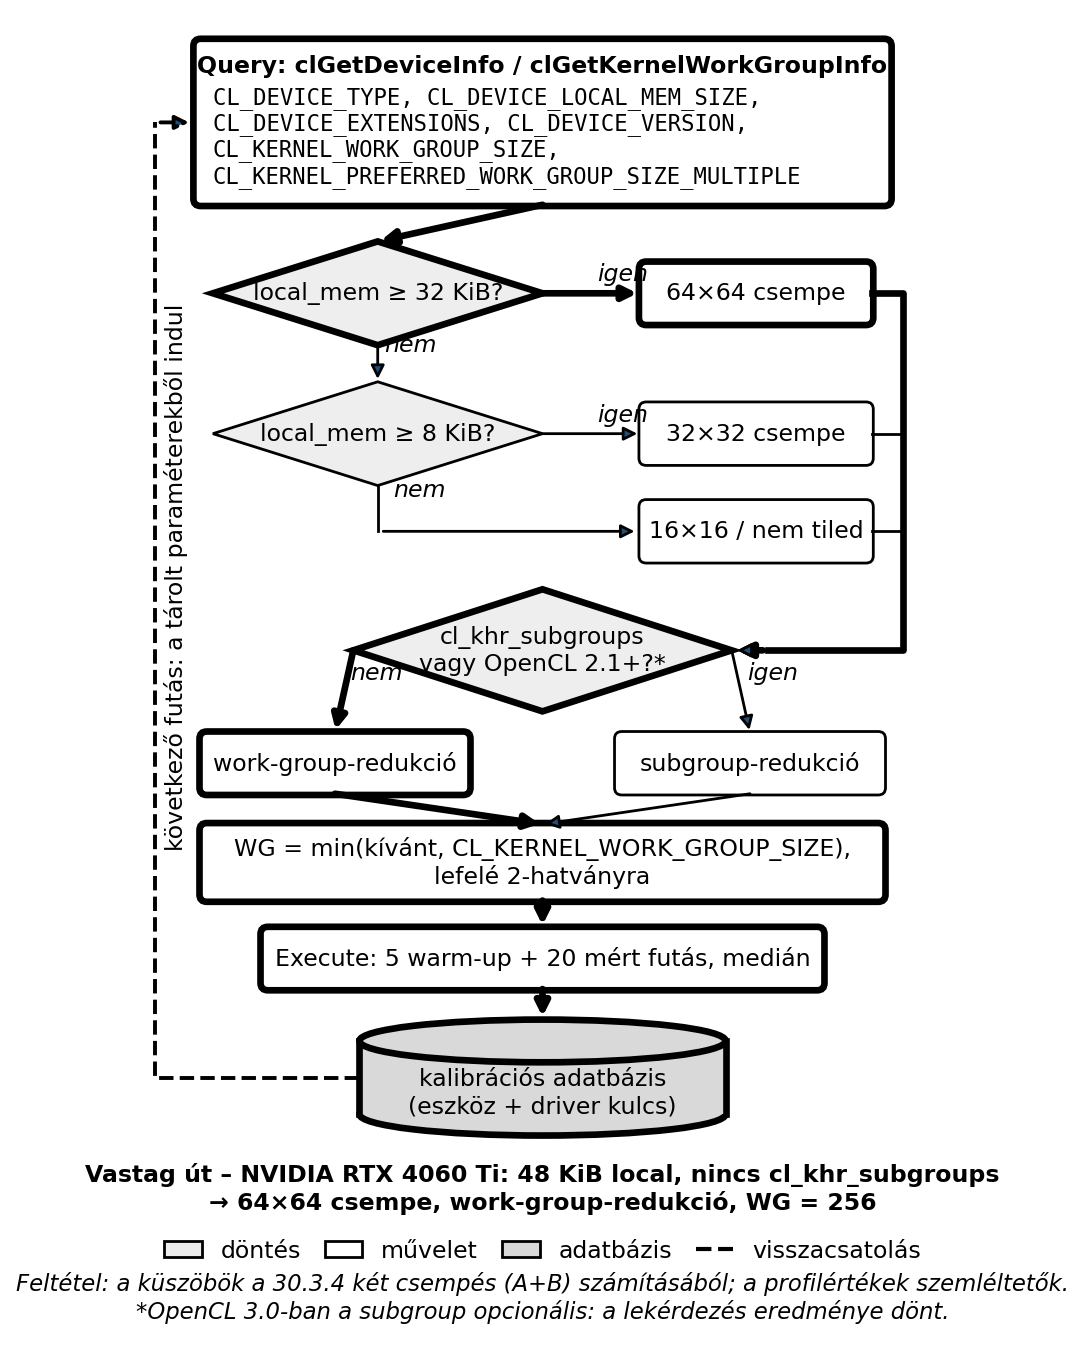 Query: clGetDeviceInfo / clGetKernelWorkGroupInfo
CL_DEVICE_TYPE, CL_DEVICE_LOCAL_MEM_SIZE,
CL_DEVICE_EXTENSIONS, CL_DEVICE_VERSION,
CL_KERNEL_WORK_GROUP_SIZE,
CL_KERNEL_PREFERRED_WORK_GROUP_SIZE_MULTIPLE
local_mem ≥ 32 KiB?
igen
64×64 csempe
nem
local_mem ≥ 8 KiB?
igen
32×32 csempe
nem
16×16 / nem tiled
következő futás: a tárolt paraméterekből indul
cl_khr_subgroups
vagy OpenCL 2.1+?*
nem
igen
work-group-redukció
subgroup-redukció
WG = min(kívánt, CL_KERNEL_WORK_GROUP_SIZE),
lefelé 2-hatványra
Execute: 5 warm-up + 20 mért futás, medián
kalibrációs adatbázis
(eszköz + driver kulcs)
Vastag út – NVIDIA RTX 4060 Ti: 48 KiB local, nincs cl_khr_subgroups
→ 64×64 csempe, work-group-redukció, WG = 256
döntés
művelet
adatbázis
visszacsatolás
Feltétel: a küszöbök a 30.3.4 két csempés (A+B) számításából; a profilértékek szemléltetők.
*OpenCL 3.0-ban a subgroup opcionális: a lekérdezés eredménye dönt.